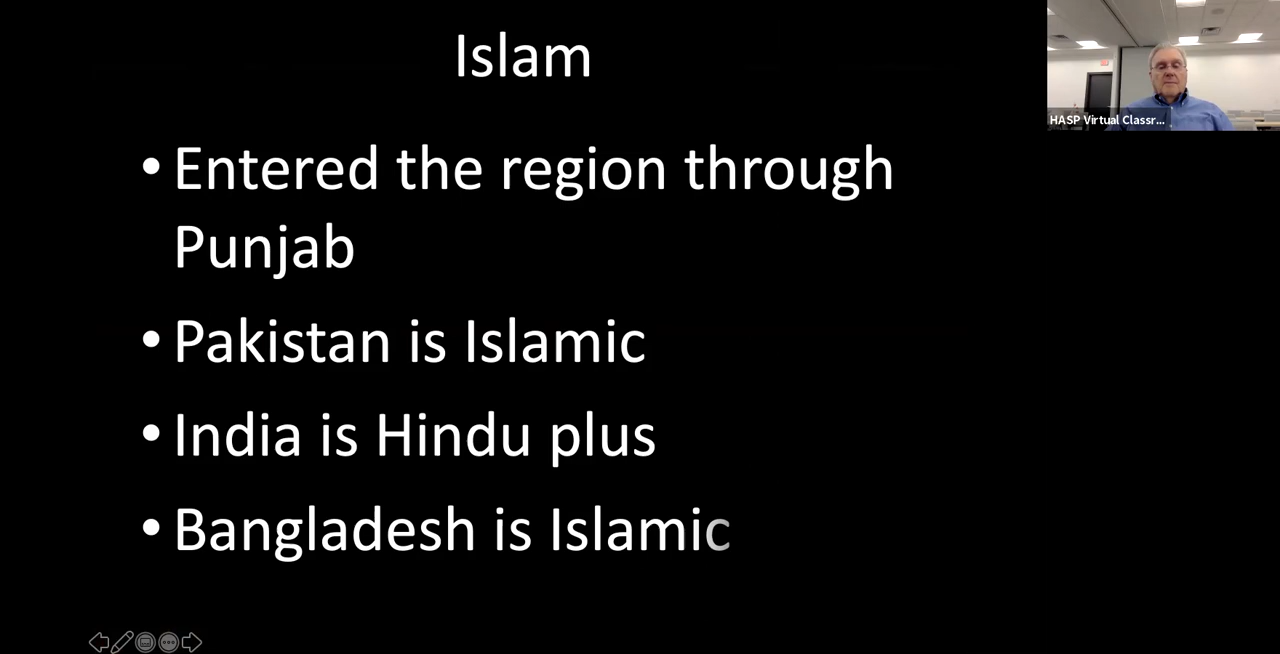 Islam
HASP Virtual Classr...
• Entered the region through
Punjab
• Pakistan is Islamic
• India is Hindu plus
• Bangladesh is Islamic